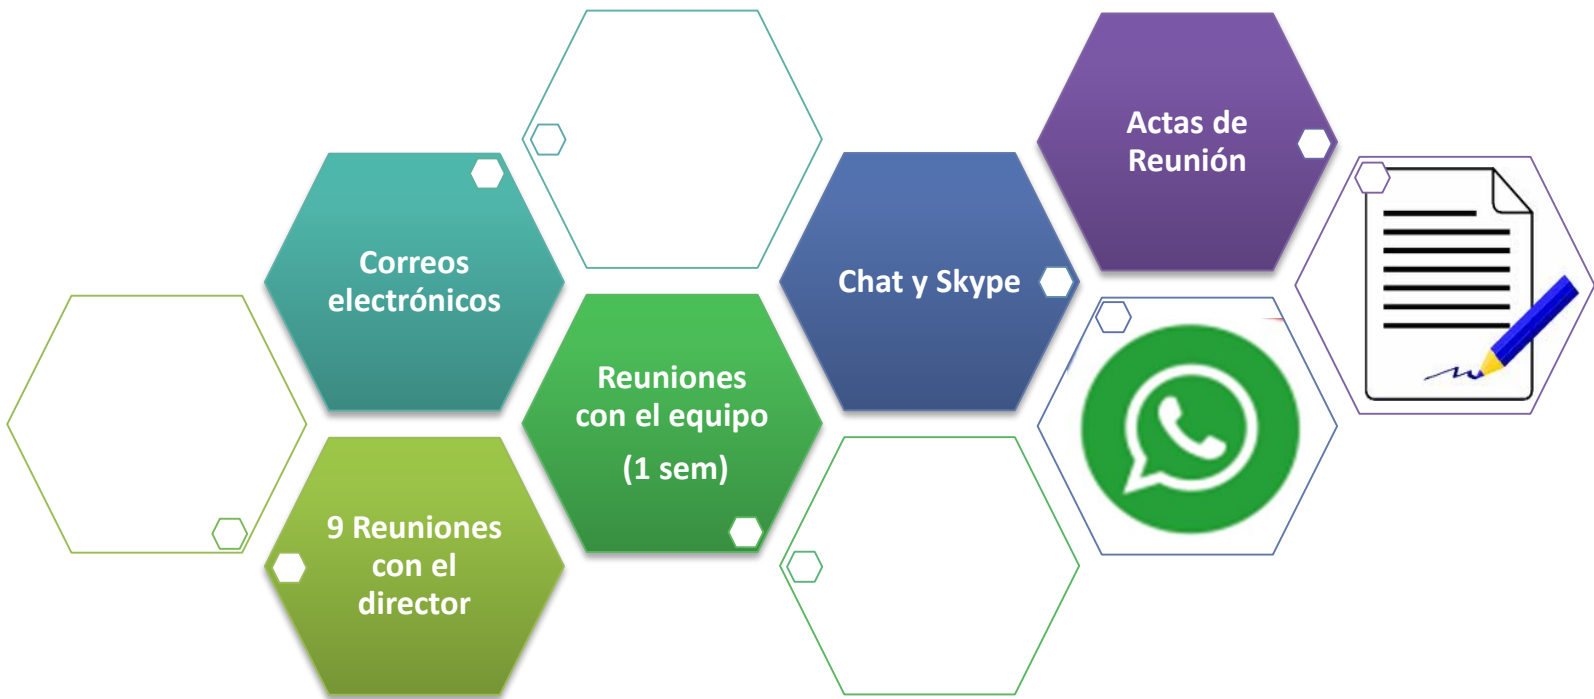 Correos
electrónicos
9 Reuniones
con el
director
Reuniones
con el equipo
(1 sem)
Chat y Skype
Actas de
Reunión